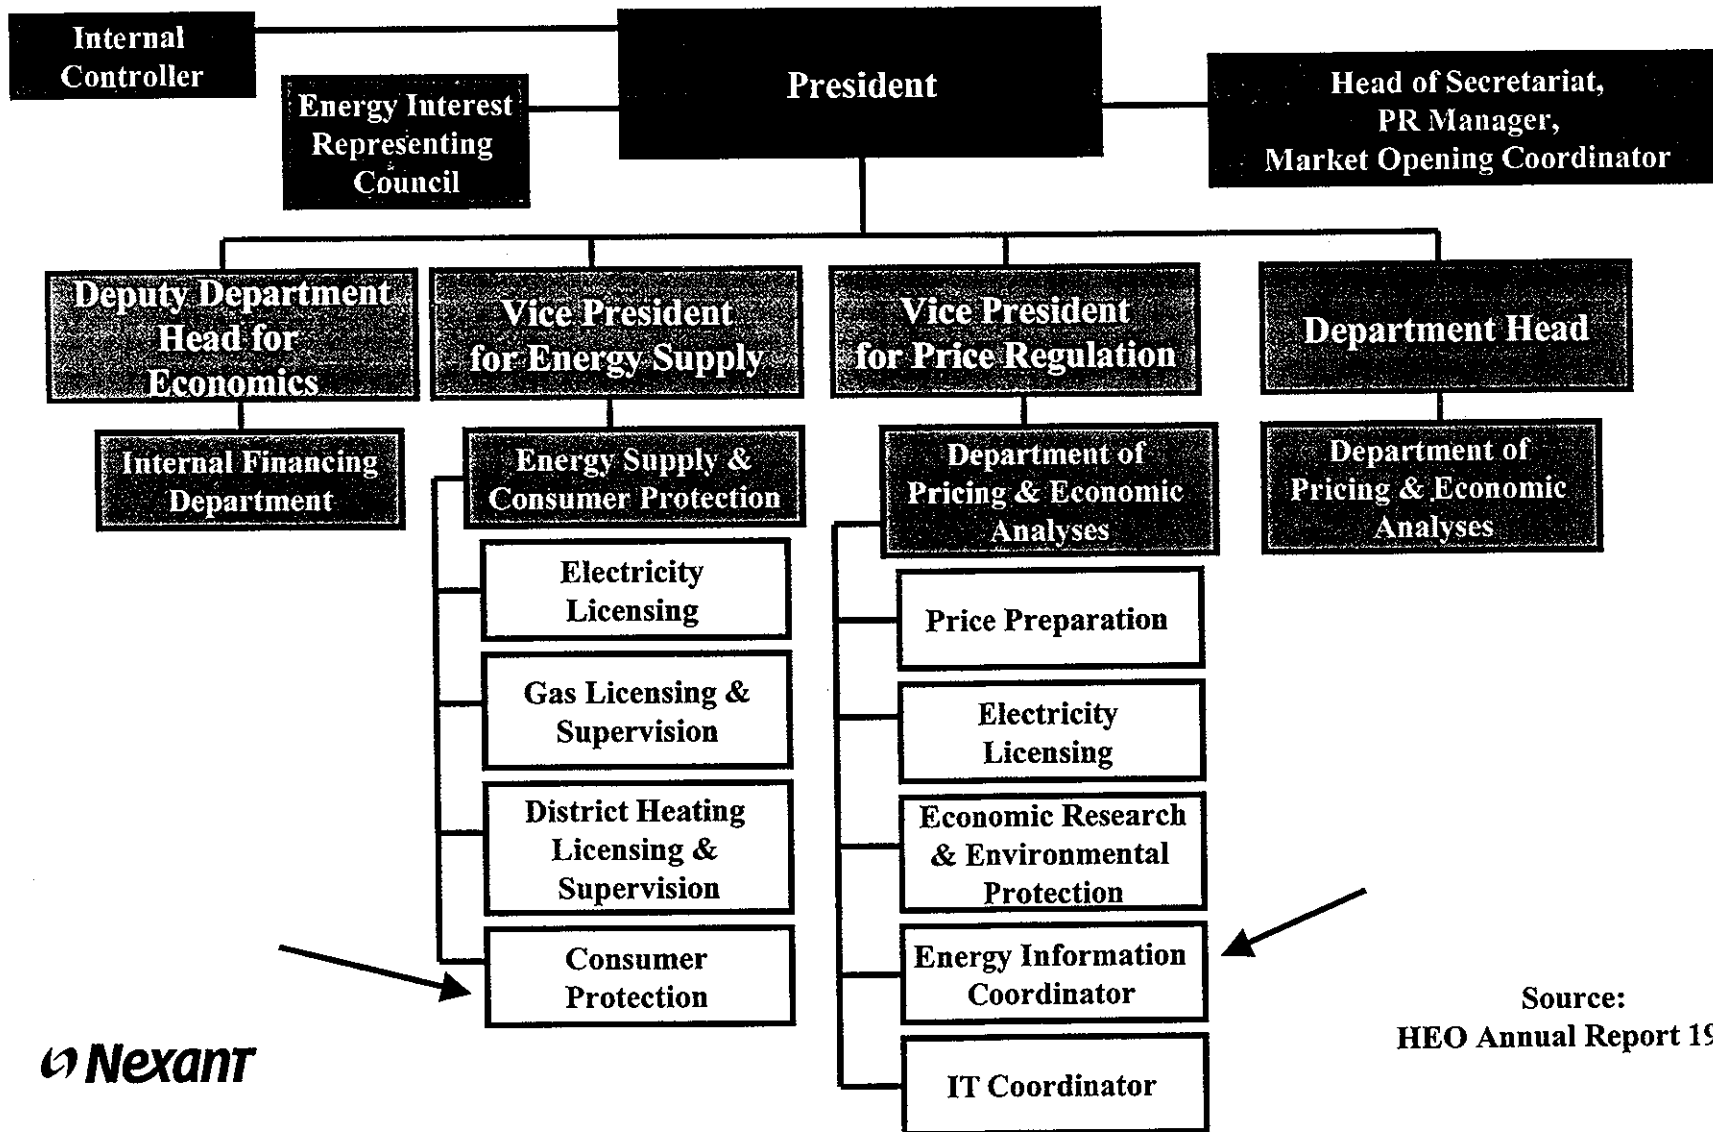 Internal
Controller
President
Energy Interest
Representing
Council
Head of Secretariat,
PR Manager,
Market Opening Coordinator
Deputy Department
Head for
Economics
Vice President
for Energy Supply
Vice President
for Price Regulation
Department Head
Internal Financing
Department
Energy Supply &
Consumer Protection
Department of
Pricing & Economic
Analyses
Department of
Pricing & Economic
Analyses
Electricity
Licensing
Gas Licensing &
Supervision
District Heating
Licensing &
Supervision
Consumer
Protection
Price Preparation
Electricity
Licensing
Economic Research
& Environmental
Protection
Energy Information
Coordinator
IT Coordinator
Nexant
Source:
HEO Annual Report